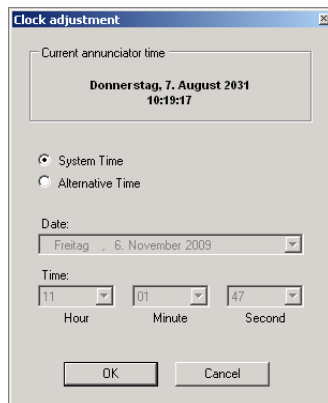 Clock adjustment
Current annunciator time
Donnerstag, 7. August 2031
10:19:17
System Time
Alternative Time
Date:
Freitag , 6. November 2009
Time:
11 01 47
Hour Minute Second
OK Cancel